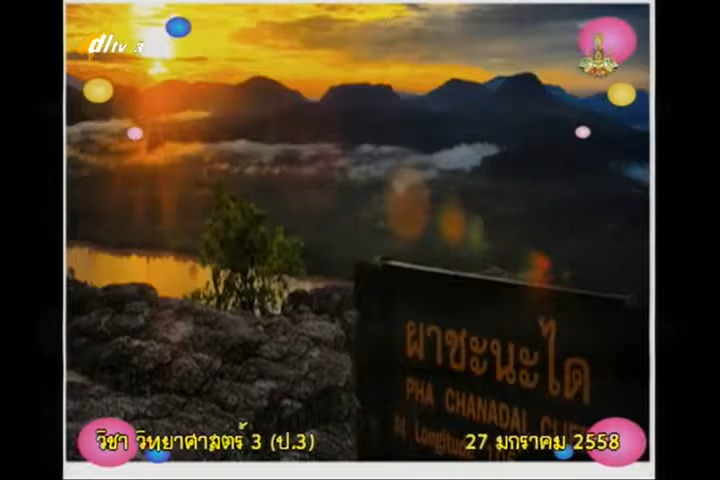 dltv 3
ผาชะนะได
PHA CHANADAI
วิชา วิทยาศาสตร์ 3 (ป.3)
27 มกราคม 2558